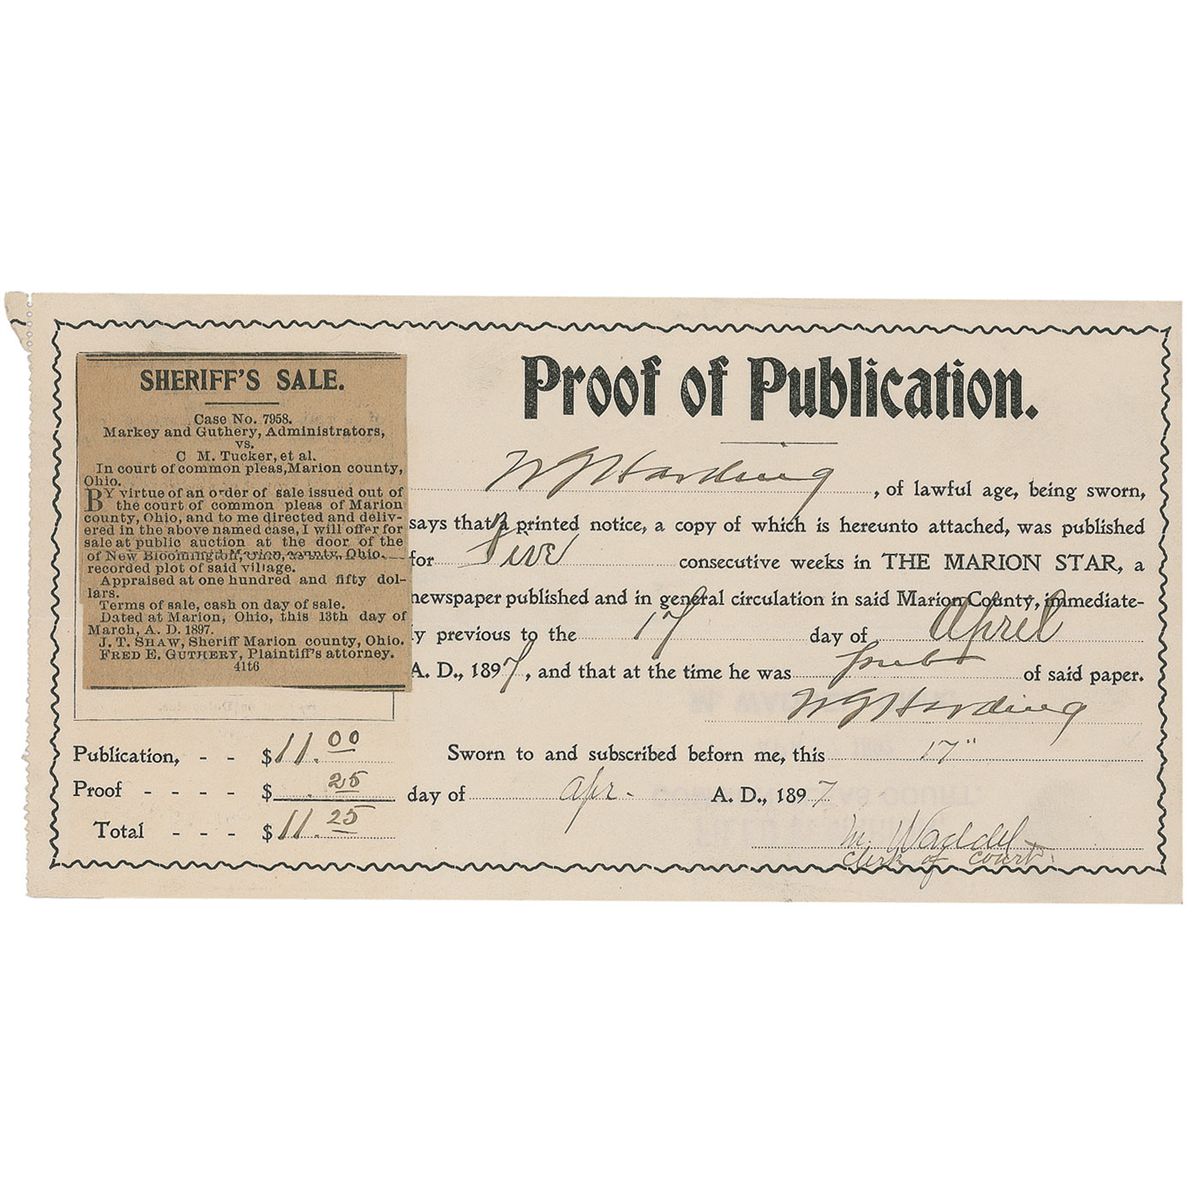 SHERIFF'S SALE.
Case No. 7958.
Markey and Guthery, Administrators,
vs.
C M. Tucker, et al.
In court of common pleas, Marion county,
Ohio.
BY virtue of an order of sale issued out of
the court of common pleas of Marion
county, Ohio, and to me directed and deliv-
ered in the above named case, I will offer for
sale at public auction at the door of the
of New Bloomington, Marion county, Ohio.
recorded plot of said village.
Appraised at one hundred and fifty dol-
lars.
Terms of sale, cash on day of sale.
Dated at Marion, Ohio, this 13th day of
March, A. D. 1897.
J. T. SHAW, Sheriff Marion county, Ohio.
FRED E. GUTHERY, Plaintiff's attorney.
41t6
Publication, - - $ 11.00
Proof - - - - $ .25
Total - - - $ 11.25
Proof of Publication.
W G Harding, of lawful age, being sworn,
says that a printed notice, a copy of which is hereunto attached, was published
for Five consecutive weeks in THE MARION STAR, a
newspaper published and in general circulation in said Marion County, immediate-
ly previous to the 17 day of April
A. D., 1897, and that at the time he was of said paper.
W G Harding
Sworn to and subscribed beforn me, this 17"
day of Apr. A. D., 1897
M. Waddel
Clerk of Court.